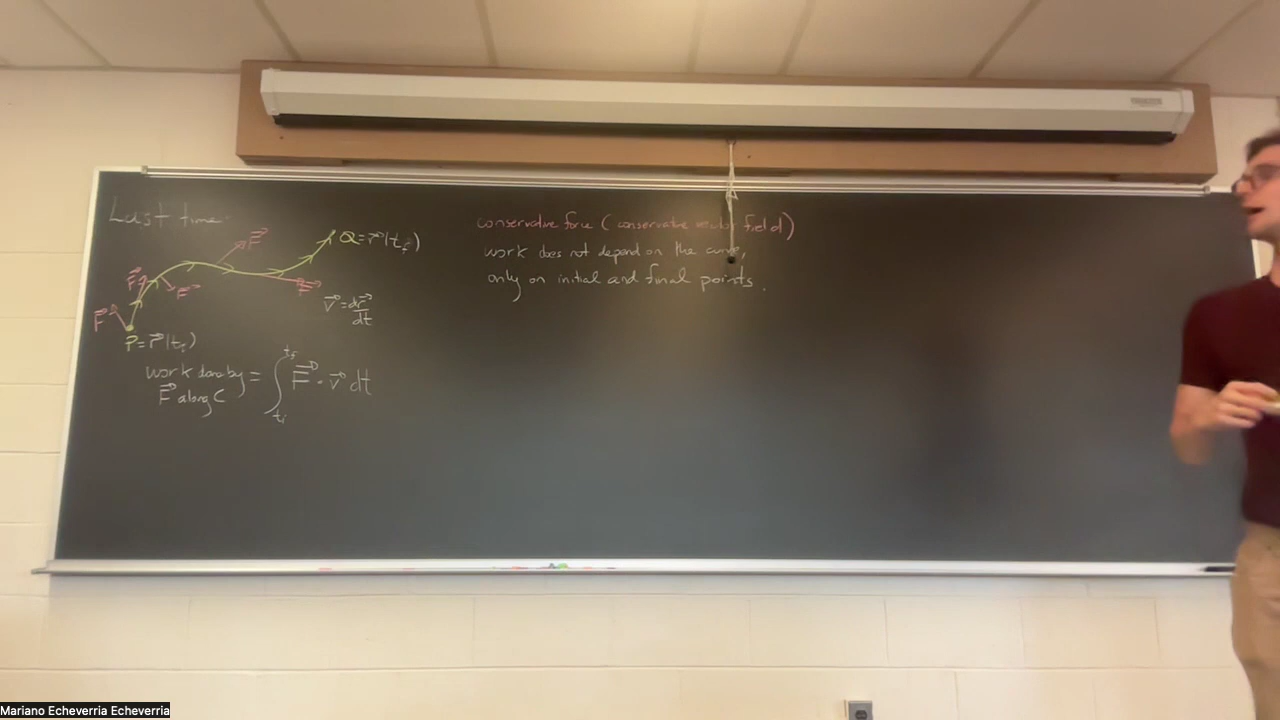 Last time:
F
Q = r(t_f)
F
F
F
F
v = dr/dt
P = r(t_i)
work done by
F along C
= ∫_{t_i}^{t_f} F · v dt
conservative force (conservative vector field)
work does not depend on the curve,
only on initial and final points.
Mariano Echeverria Echeverria